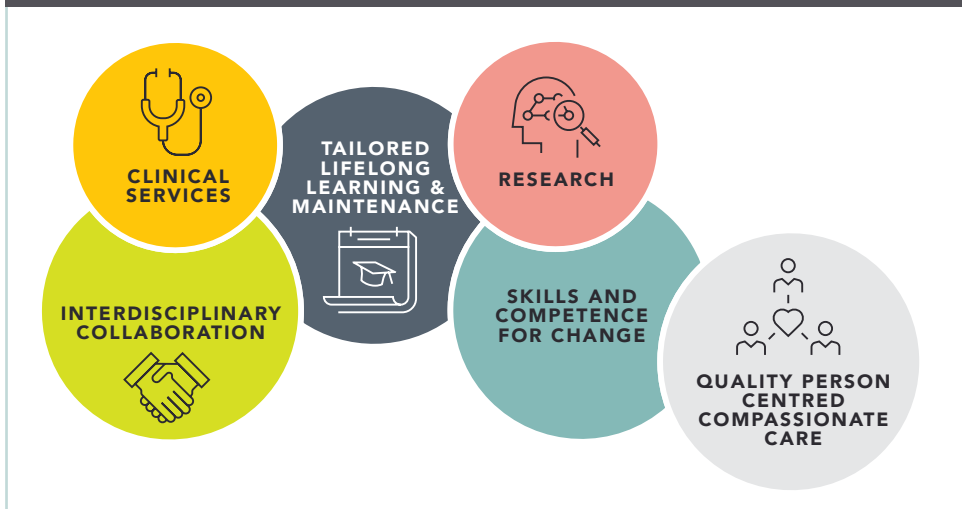 CLINICAL
SERVICES
TAILORED
LIFELONG
LEARNING &
MAINTENANCE
RESEARCH
INTERDISCIPLINARY
COLLABORATION
SKILLS AND
COMPETENCE
FOR CHANGE
QUALITY PERSON
CENTRED
COMPASSIONATE
CARE